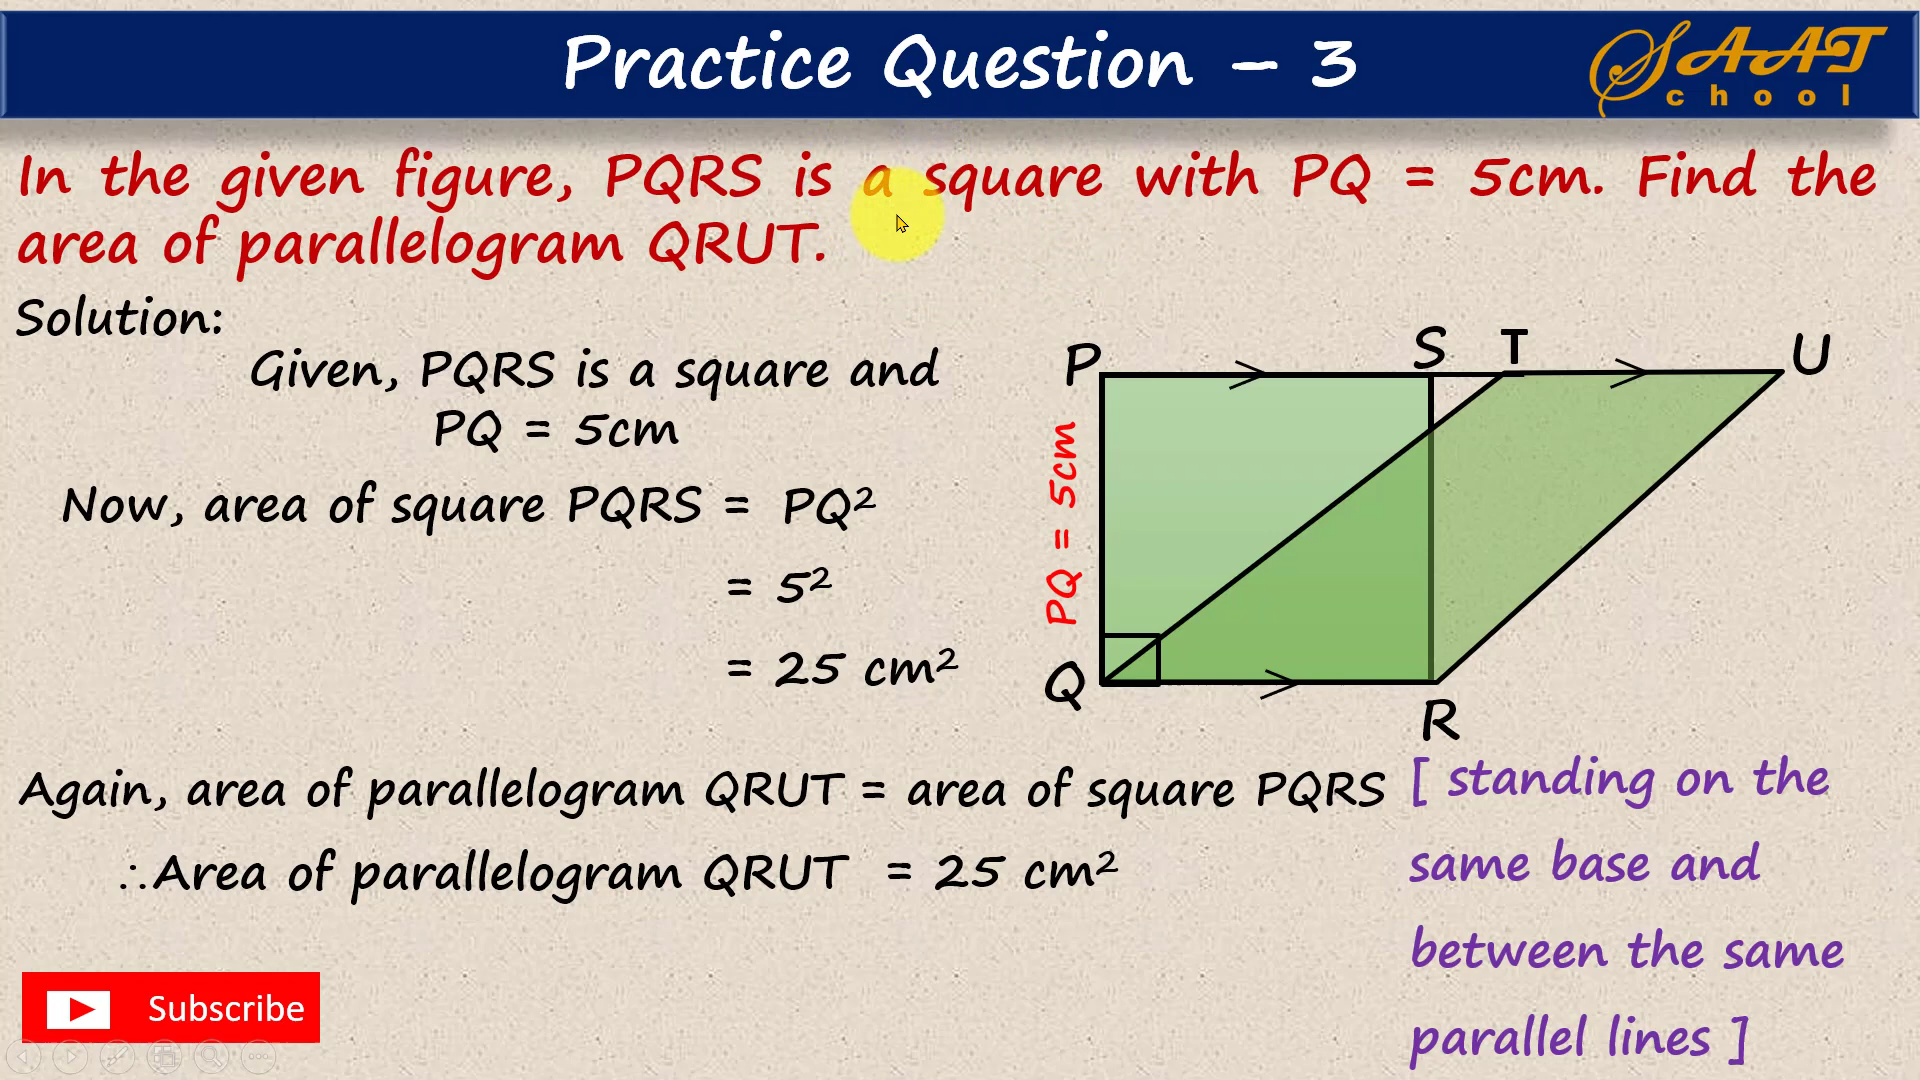 Practice Question – 3
SAAT
chool
In the given figure, PQRS is a square with PQ = 5cm. Find the
area of parallelogram QRUT.
Solution:
Given, PQRS is a square and
PQ = 5cm
Now, area of square PQRS = PQ²
= 5²
= 25 cm²
P
S
T
U
PQ = 5cm
Q
R
Again, area of parallelogram QRUT = area of square PQRS
[ standing on the
same base and
between the same
parallel lines ]
∴Area of parallelogram QRUT = 25 cm²
Subscribe